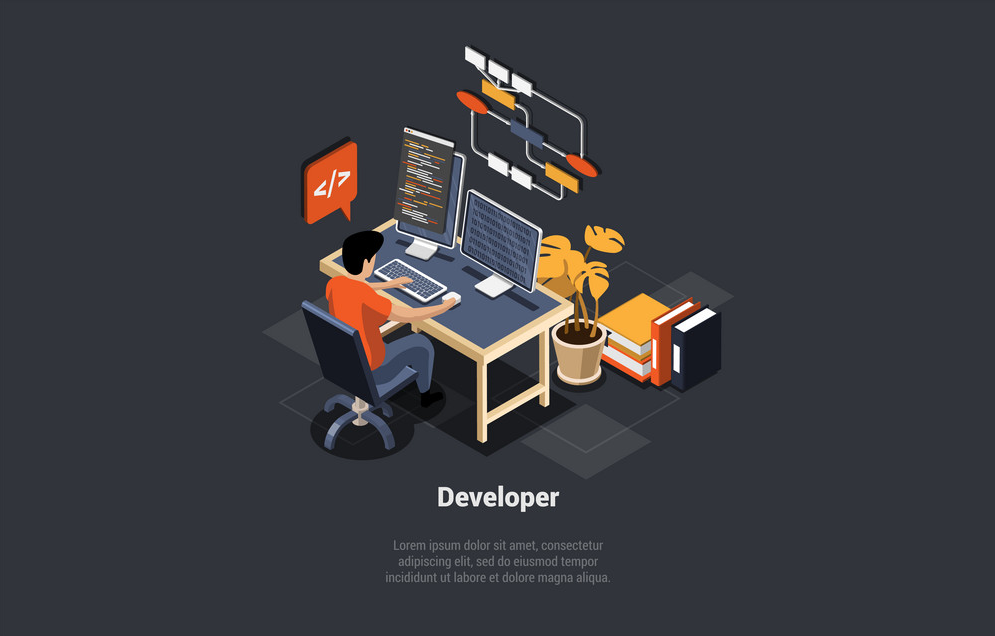 </>
Developer
Lorem ipsum dolor sit amet, consectetur
adipiscing elit, sed do eiusmod tempor
incididunt ut labore et dolore magna aliqua.